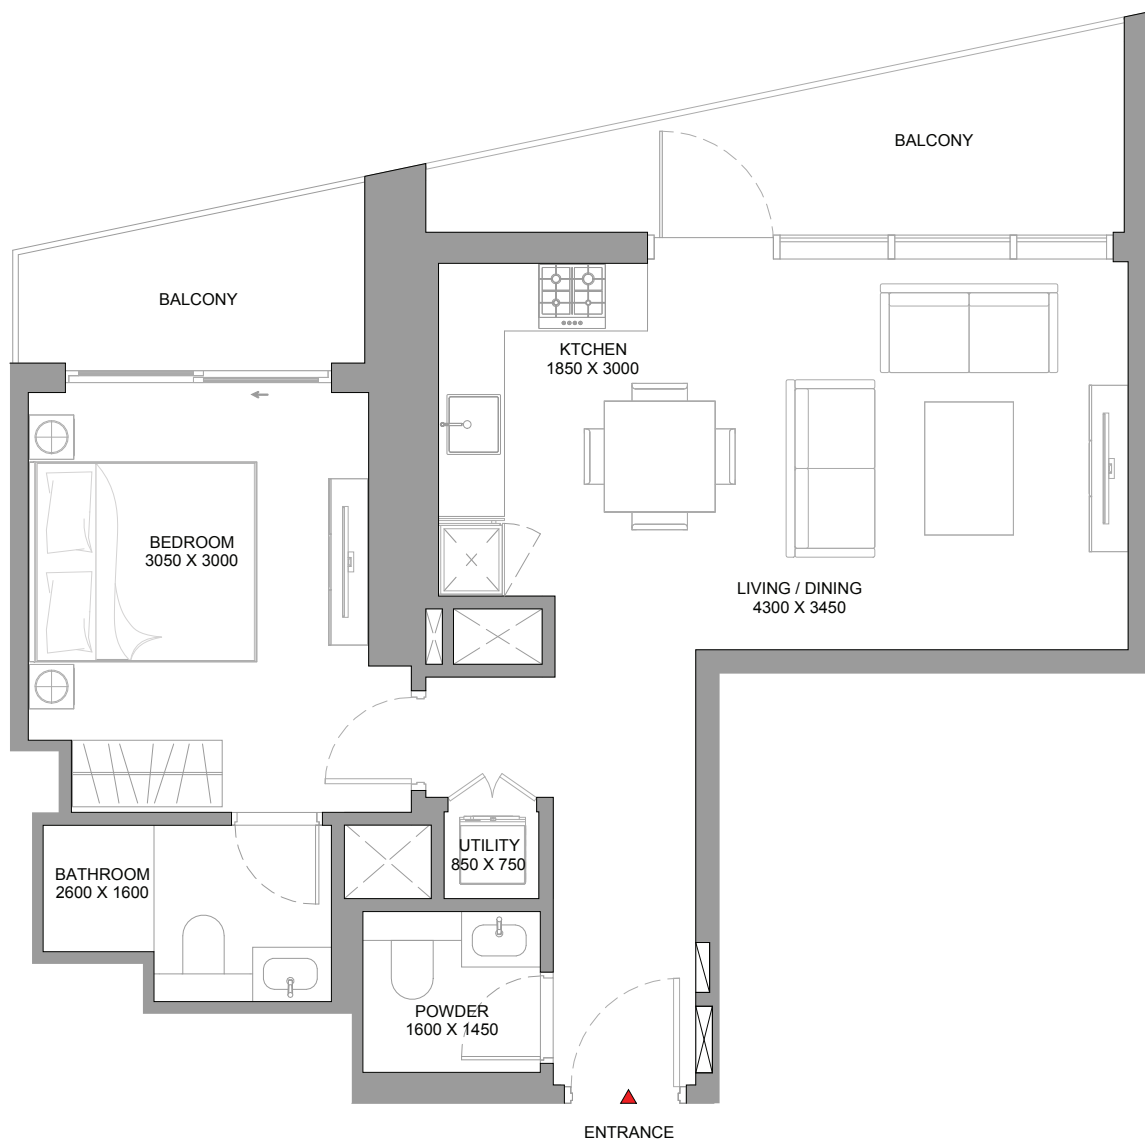 BALCONY
BALCONY
KTCHEN
1850 X 3000
BEDROOM
3050 X 3000
LIVING / DINING
4300 X 3450
UTILITY
850 X 750
BATHROOM
2600 X 1600
POWDER
1600 X 1450
ENTRANCE